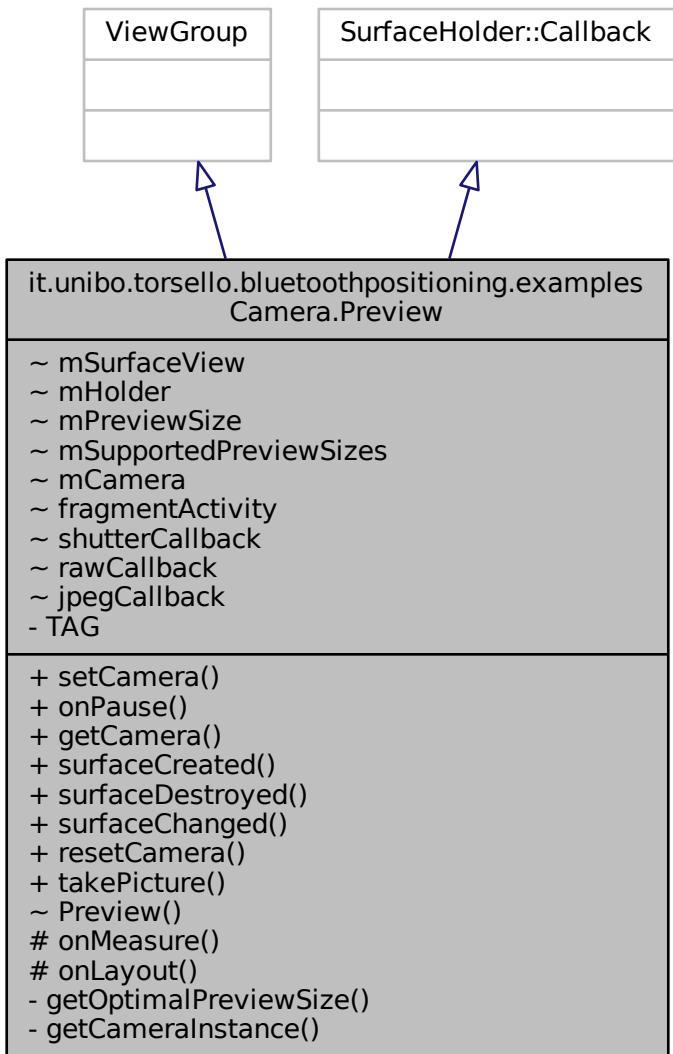 ViewGroup
SurfaceHolder::Callback
it.unibo.torsello.bluetoothpositioning.examples
Camera.Preview
~ mSurfaceView
~ mHolder
~ mPreviewSize
~ mSupportedPreviewSizes
~ mCamera
~ fragmentActivity
~ shutterCallback
~ rawCallback
~ jpegCallback
- TAG
+ setCamera()
+ onPause()
+ getCamera()
+ surfaceCreated()
+ surfaceDestroyed()
+ surfaceChanged()
+ resetCamera()
+ takePicture()
~ Preview()
# onMeasure()
# onLayout()
- getOptimalPreviewSize()
- getCameraInstance()